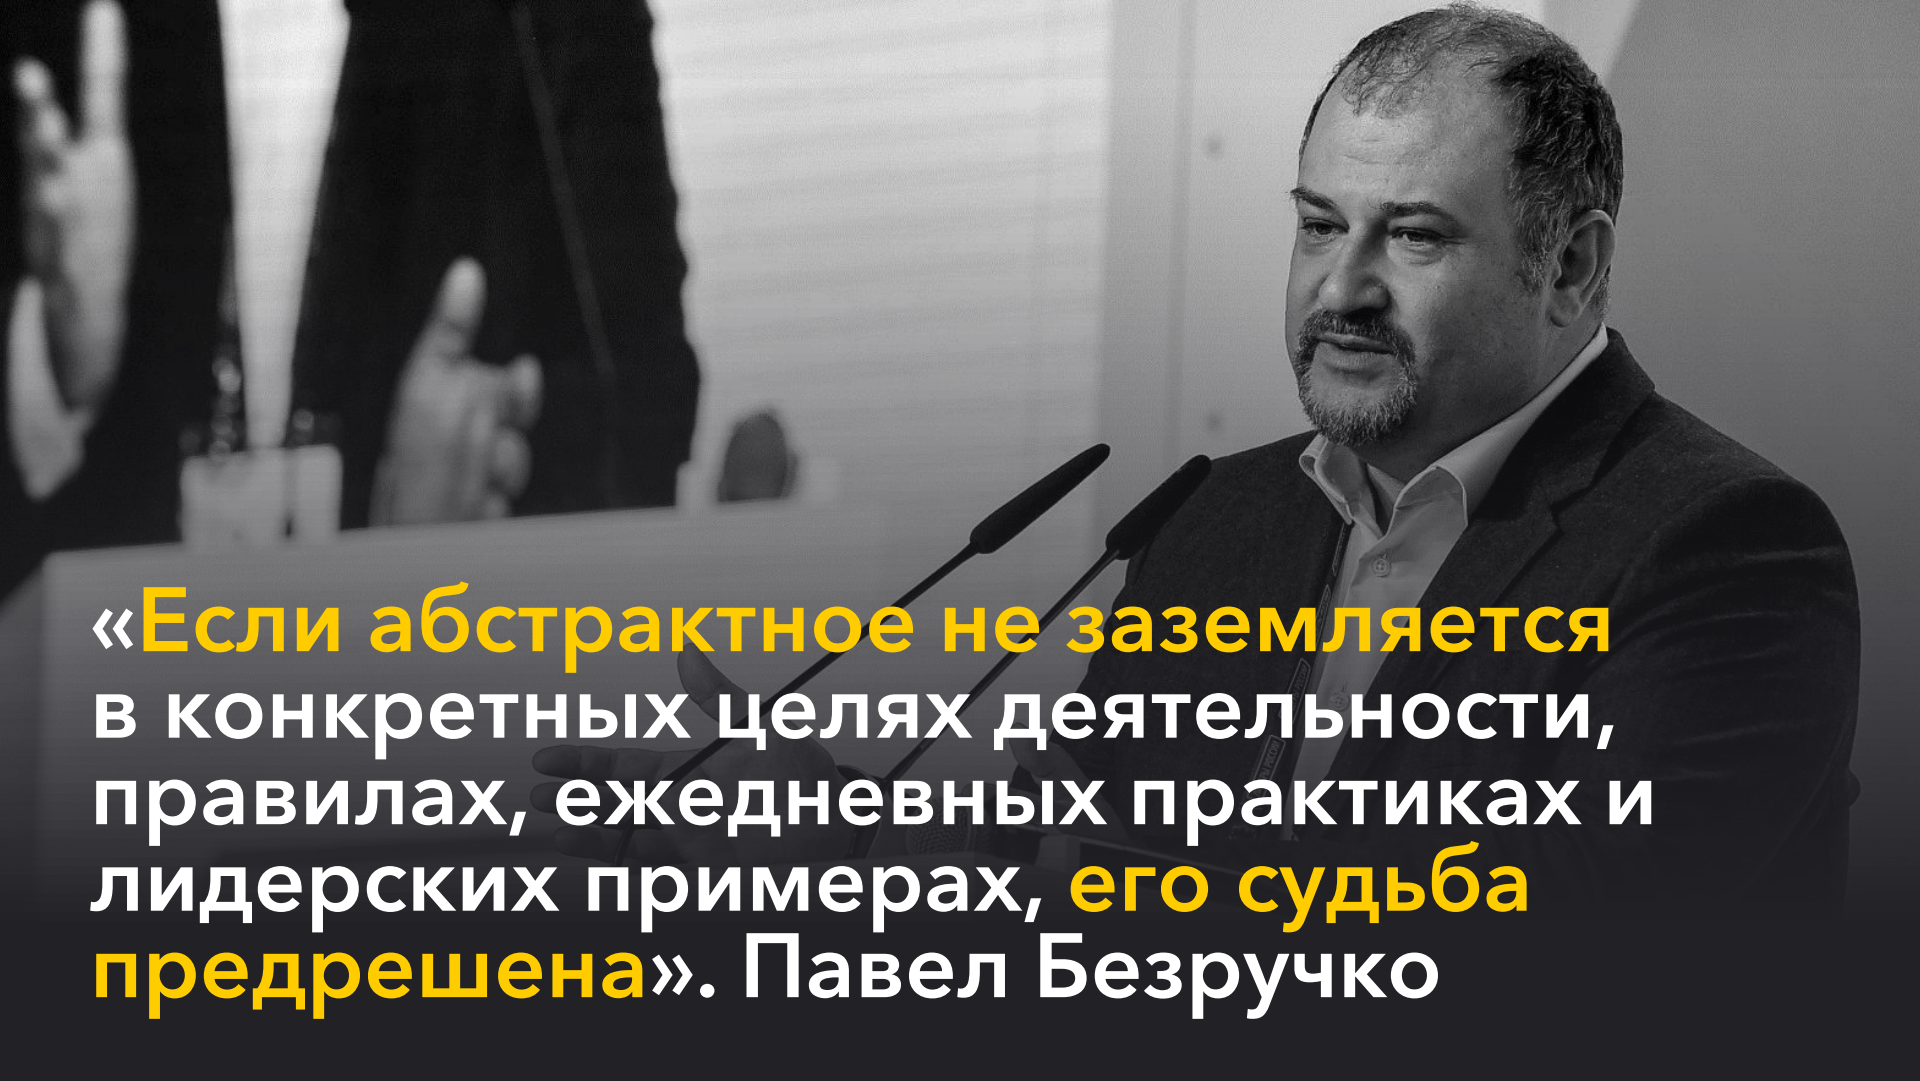 «Если абстрактное не заземляется
в конкретных целях деятельности,
правилах, ежедневных практиках и
лидерских примерах, его судьба
предрешена». Павел Безручко